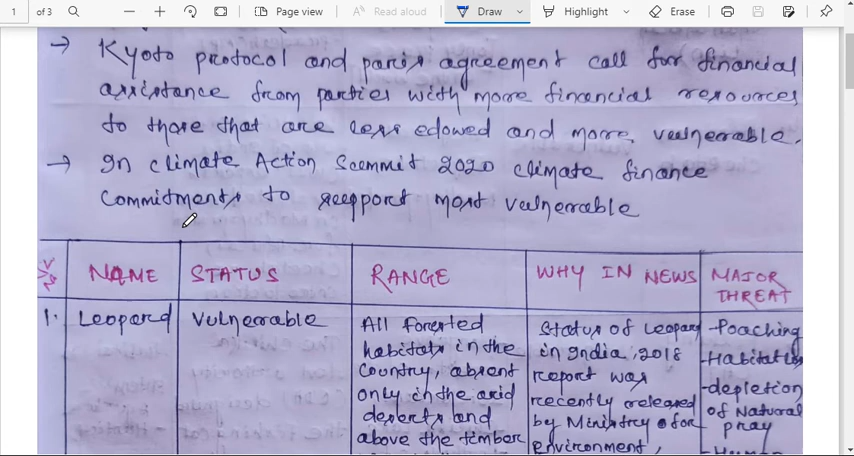 1 of 3 Page view Read aloud Draw Highlight Erase
→ Kyoto protocol and paris agreement call for financial
assistance from parties with more financial resources
to those that are less edowed and more vulnerable.
→ In climate Action Summit 2020 climate finance
Commitments to support most vulnerable
NAME STATUS RANGE WHY IN NEWS MAJOR THREAT
1. Leopard Vulnerable
All forested
habitats in the
Country, absent
only in the arid
deserts and
above the timber
Status of Leopard
in India, 2018
report was
recently released
by Ministry of for
environment,
-Poaching
-Habitat
-depletion
of Natural
pray
-Human